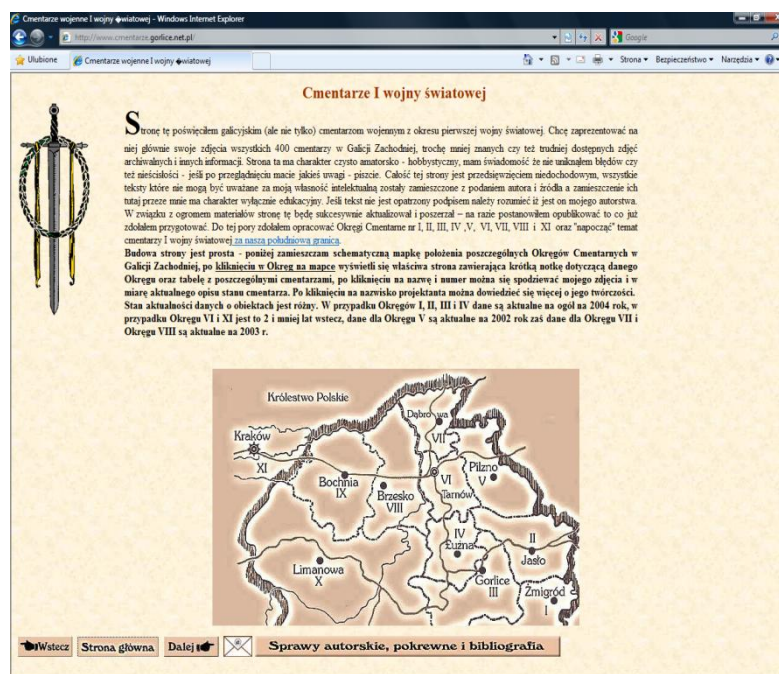 Cmentarze wojenne I wojny �wiatowej - Windows Internet Explorer
http://www.cmentarze.gorlice.net.pl/
Google
Ulubione
Cmentarze wojenne I wojny �wiatowej
Strona
Bezpieczeństwo
Narzędzia
Cmentarze I wojny światowej
Stronę tę poświęciłem galicyjskim (ale nie tylko) cmentarzom wojennym z okresu pierwszej wojny światowej. Chcę zaprezentować na
niej głównie swoje zdjęcia wszystkich 400 cmentarzy w Galicji Zachodniej, trochę mniej znanych czy też trudniej dostępnych zdjęć
archiwalnych i innych informacji. Strona ta ma charakter czysto amatorsko - hobbystyczny, mam świadomość że nie uniknąłem błędów czy
też nieścisłości - jeśli po przeglądnięciu macie jakieś uwagi - piszcie. Całość tej strony jest przedsięwzięciem niedochodowym, wszystkie
teksty które nie mogą być uważane za moją własność intelektualną zostały zamieszczone z podaniem autora i źródła a zamieszczenie ich
tutaj przeze mnie ma charakter wyłącznie edukacyjny. Jeśli tekst nie jest opatrzony podpisem należy rozumieć iż jest on mojego autorstwa.
W związku z ogromem materiałów stronę tę będę sukcesywnie aktualizował i poszerzał – na razie postanowiłem opublikować to co już
zdołałem przygotować. Do tej pory zdołałem opracować Okręgi Cmentarne nr I, II, III, IV ,V, VI, VII, VIII i XI oraz "napocząć" temat
cmentarzy I wojny światowej za naszą południową granicą.
Budowa strony jest prosta - poniżej zamieszczam schematyczną mapkę położenia poszczególnych Okręgów Cmentarnych w
Galicji Zachodniej, po kliknięciu w Okręg na mapce wyświetli się właściwa strona zawierająca krótką notkę dotyczącą danego
Okręgu oraz tabelę z poszczególnymi cmentarzami, po kliknięciu na nazwę i numer można się spodziewać mojego zdjęcia i w
miarę aktualnego opisu stanu cmentarza. Po kliknięciu na nazwisko projektanta można dowiedzieć się więcej o jego twórczości.
Stan aktualności danych o obiektach jest różny. W przypadku Okręgów I, II, III i IV dane są aktualne na ogół na 2004 rok, w
przypadku Okręgu VI i XI jest to 2 i mniej lat wstecz, dane dla Okręgu V są aktualne na 2002 rok zaś dane dla Okręgu VII i
Okręgu VIII są aktualne na 2003 r.
Królestwo Polskie
Dąbrowa
VII
Kraków
XI
Bochnia
IX
Brzesko
VIII
VI
Tarnów
Pilzno
V
IV
Łużna
II
Jasło
Limanowa
X
Gorlice
III
Żmigród
I
Wstecz
Strona główna
Dalej
Sprawy autorskie, pokrewne i bibliografia